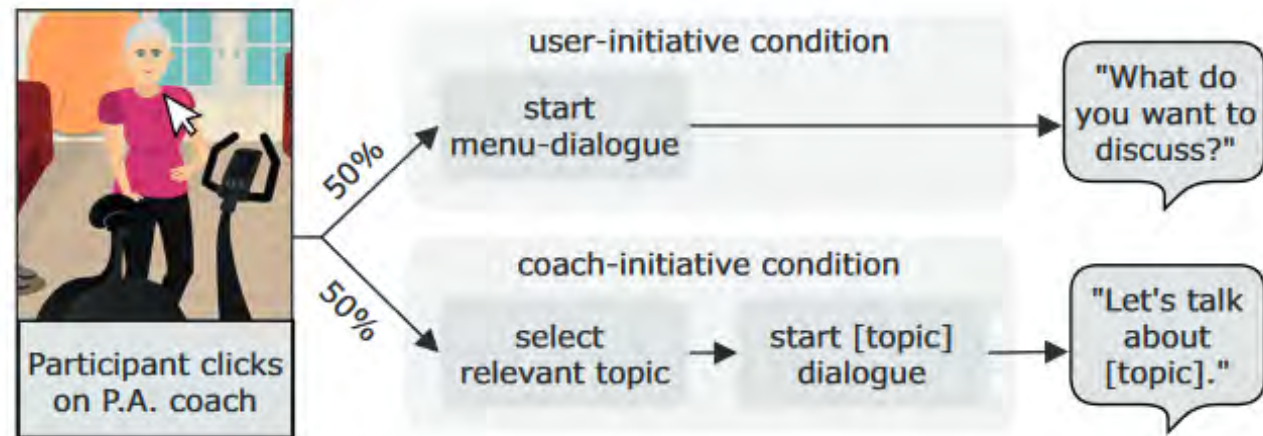 Participant clicks
on P.A. coach
50%
50%
user-initiative condition
start
menu-dialogue
"What do
you want to
discuss?"
coach-initiative condition
select
relevant topic
start [topic]
dialogue
"Let's talk
about
[topic]."